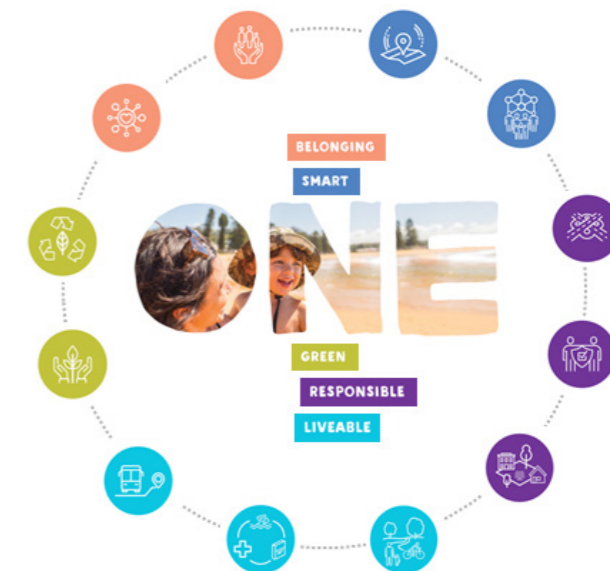 BELONGING
SMART
ONE
GREEN
RESPONSIBLE
LIVEABLE